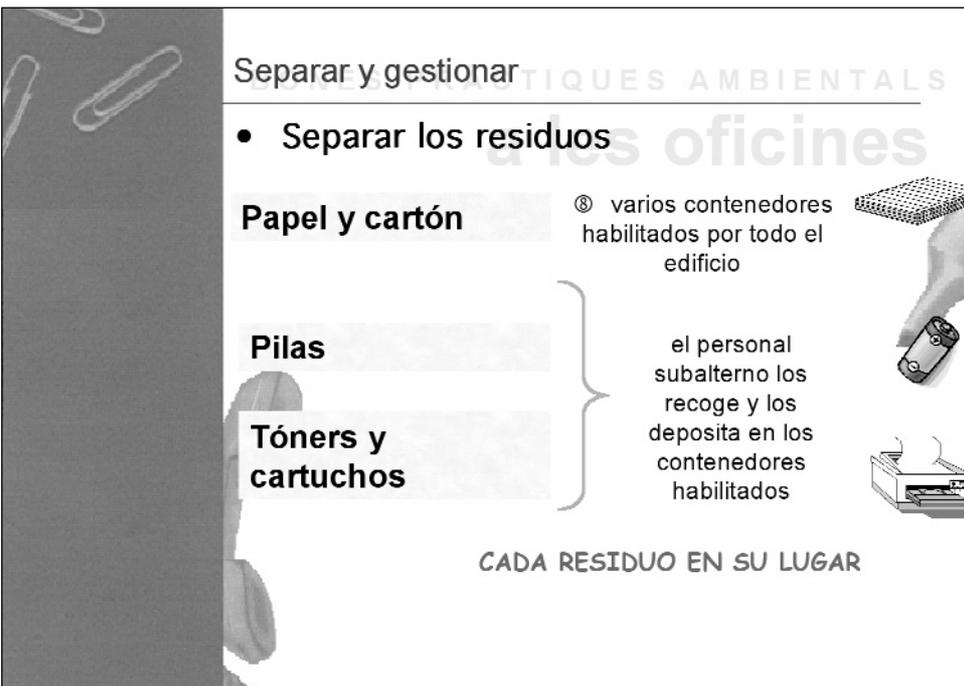 Separar y gestionar
BONES PRÀCTIQUES AMBIENTALS
a les oficines
• Separar los residuos
Papel y cartón
⑧ varios contenedores
habilitados por todo el
edificio
Pilas
Tóners y
cartuchos
el personal
subalterno los
recoge y los
deposita en los
contenedores
habilitados
CADA RESIDUO EN SU LUGAR